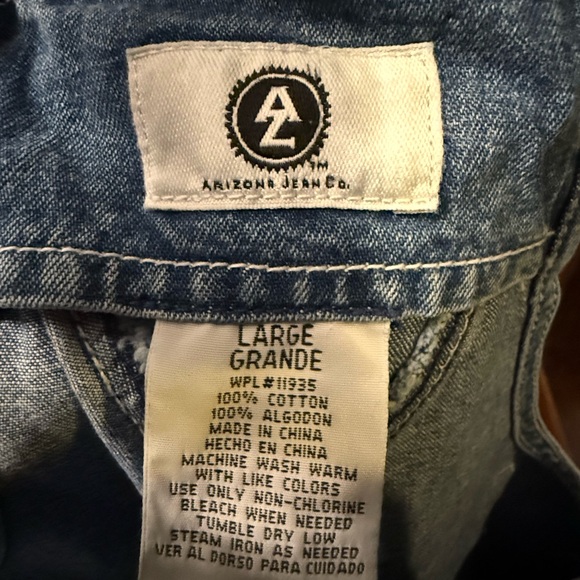 AZ
TM
ARIZONA JEAN CO.
LARGE
GRANDE
WPL#11935
100% COTTON
100% ALGODON
MADE IN CHINA
HECHO EN CHINA
MACHINE WASH WARM
WITH LIKE COLORS
USE ONLY NON-CHLORINE
BLEACH WHEN NEEDED
TUMBLE DRY LOW
STEAM IRON AS NEEDED
VER AL DORSO PARA CUIDADO